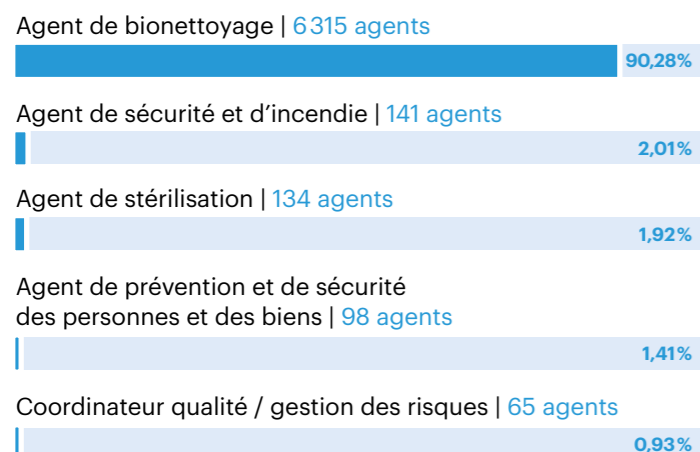 Agent de bionettoyage | 6 315 agents
90,28%
Agent de sécurité et d’incendie | 141 agents
2,01%
Agent de stérilisation | 134 agents
1,92%
Agent de prévention et de sécurité
des personnes et des biens | 98 agents
1,41%
Coordinateur qualité / gestion des risques | 65 agents
0,93%